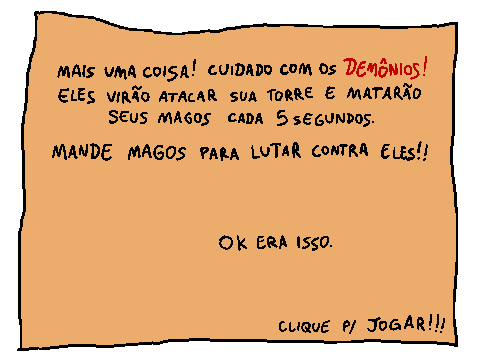 MAIS UMA COISA! CUIDADO COM OS DEMÔNIOS!
ELES VIRÃO ATACAR SUA TORRE E MATARÃO
SEUS MAGOS CADA 5 SEGUNDOS.
MANDE MAGOS PARA LUTAR CONTRA ELES!!
OK ERA ISSO.
CLIQUE P/ JOGAR!!!